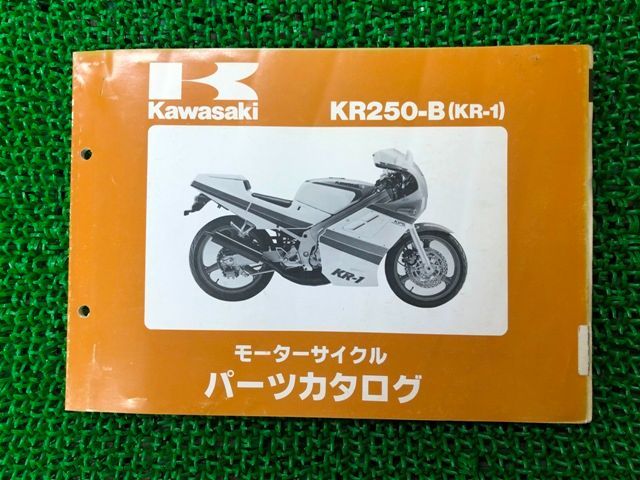 Kawasaki
KR250-B (KR-1)
KR-1
モーターサイクル
パーツカタログ